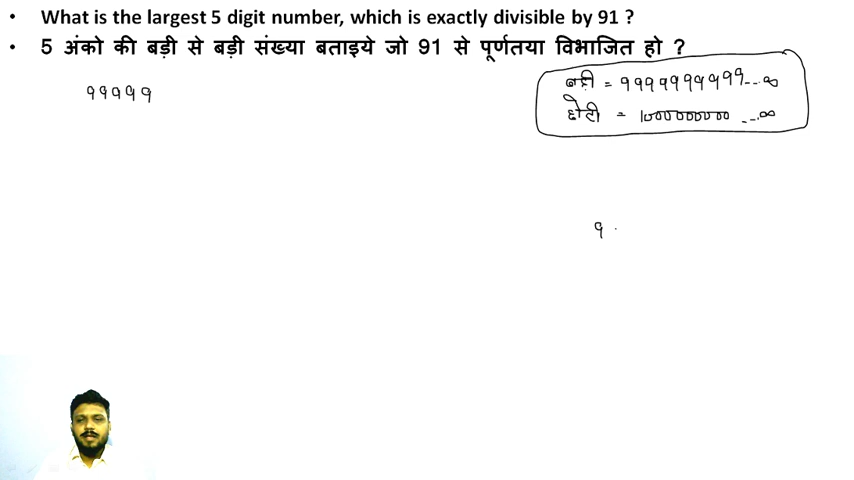 • What is the largest 5 digit number, which is exactly divisible by 91 ?
• 5 अंको की बड़ी से बड़ी संख्या बताइये जो 91 से पूर्णतया विभाजित हो ?
बड़ी = 9999999999...∞
छोटी = 1000000000 ...∞
99999
9